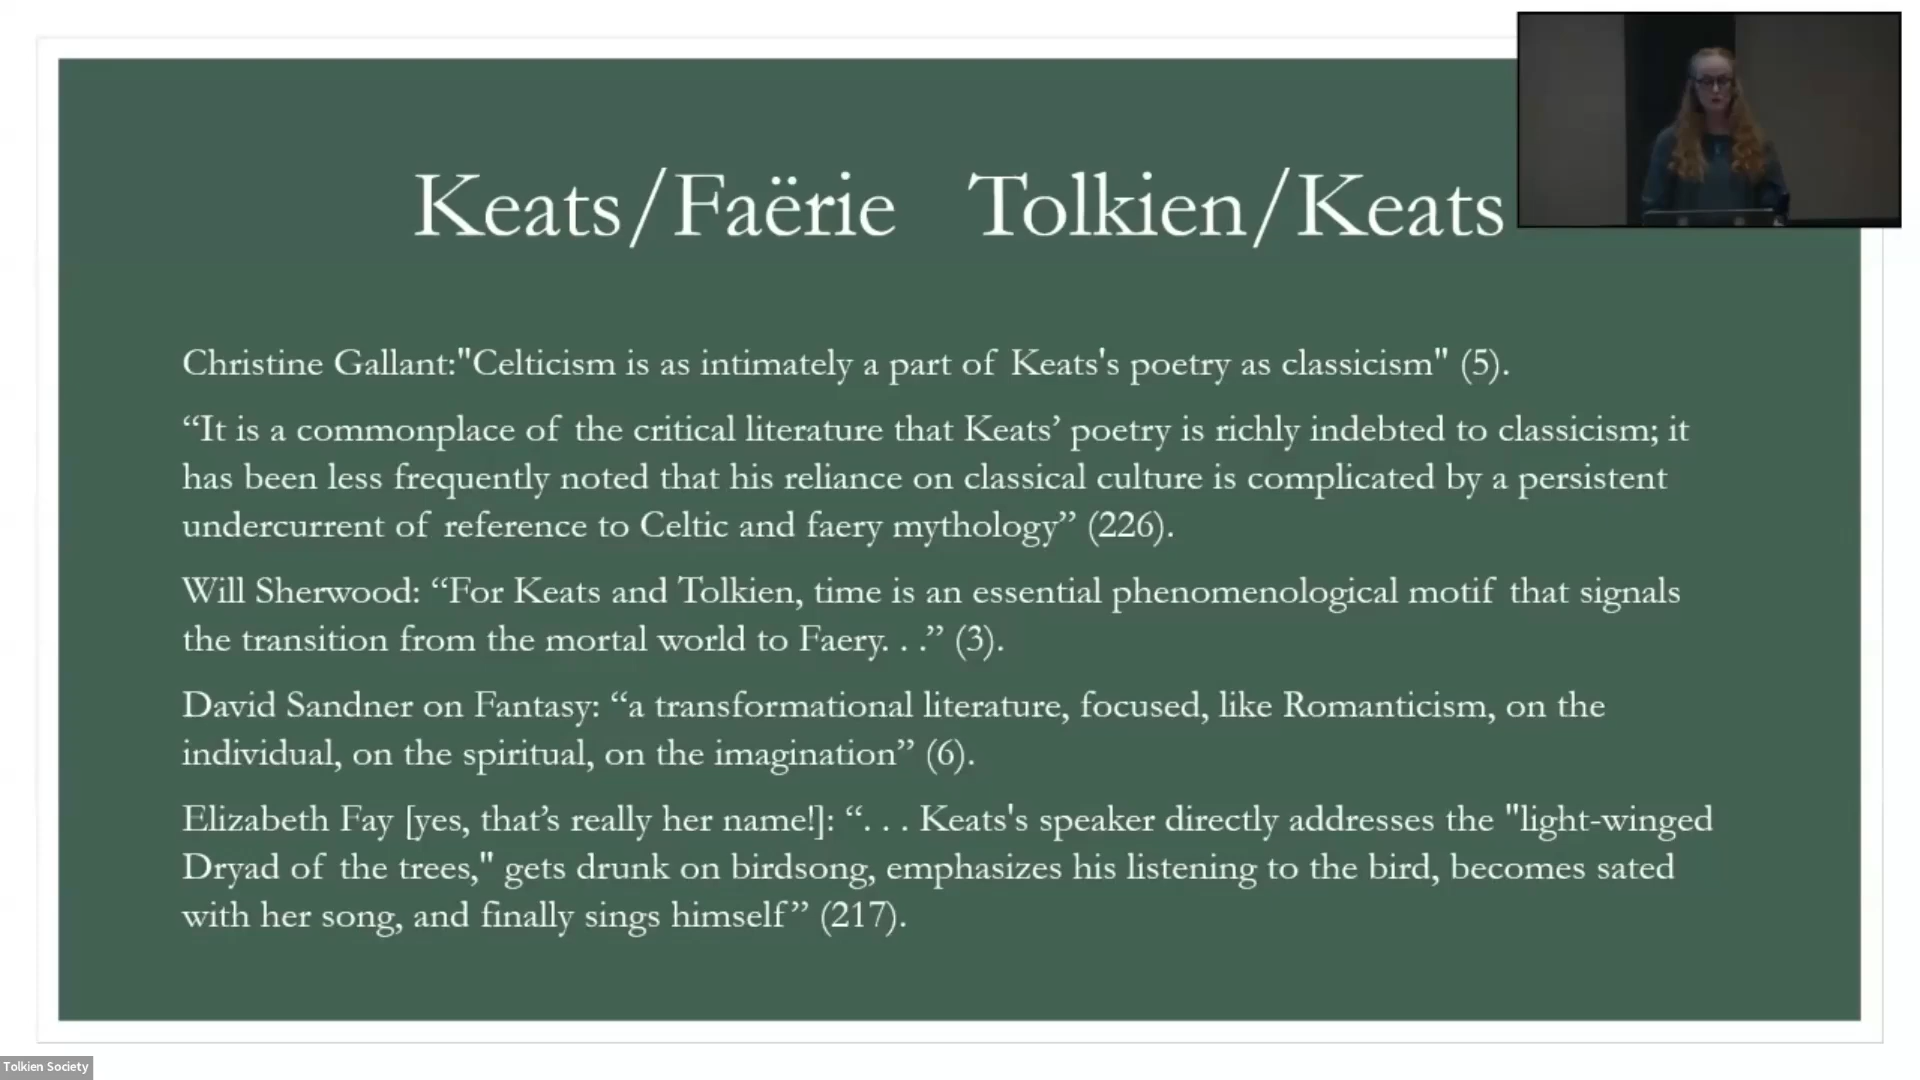 Keats/Faërie Tolkien/Keats
Christine Gallant:"Celticism is as intimately a part of Keats's poetry as classicism" (5).
“It is a commonplace of the critical literature that Keats’ poetry is richly indebted to classicism; it
has been less frequently noted that his reliance on classical culture is complicated by a persistent
undercurrent of reference to Celtic and faery mythology” (226).
Will Sherwood: “For Keats and Tolkien, time is an essential phenomenological motif that signals
the transition from the mortal world to Faery. . .” (3).
David Sandner on Fantasy: “a transformational literature, focused, like Romanticism, on the
individual, on the spiritual, on the imagination” (6).
Elizabeth Fay [yes, that’s really her name!]: “. . . Keats's speaker directly addresses the "light-winged
Dryad of the trees," gets drunk on birdsong, emphasizes his listening to the bird, becomes sated
with her song, and finally sings himself” (217).
Tolkien Society